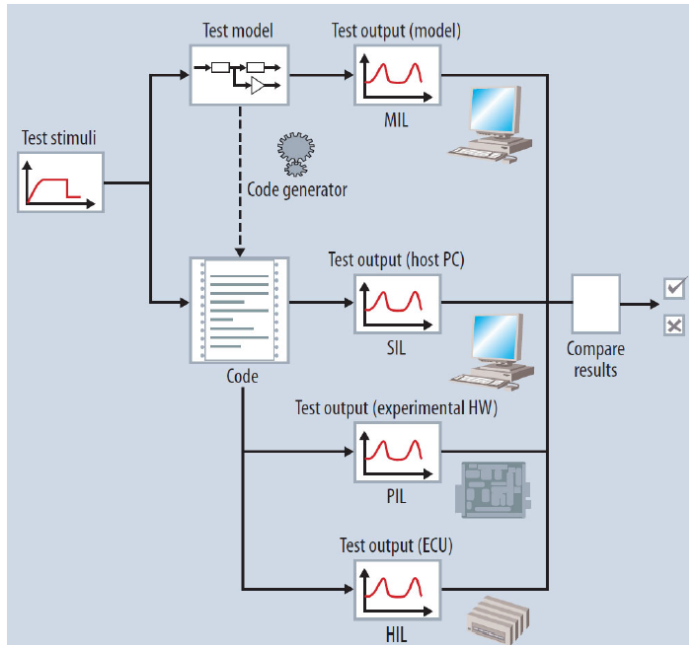 Test model
Test output (model)
MIL
Test stimuli
Code generator
Test output (host PC)
SIL
Code
Compare
results
Test output (experimental HW)
PIL
Test output (ECU)
HIL